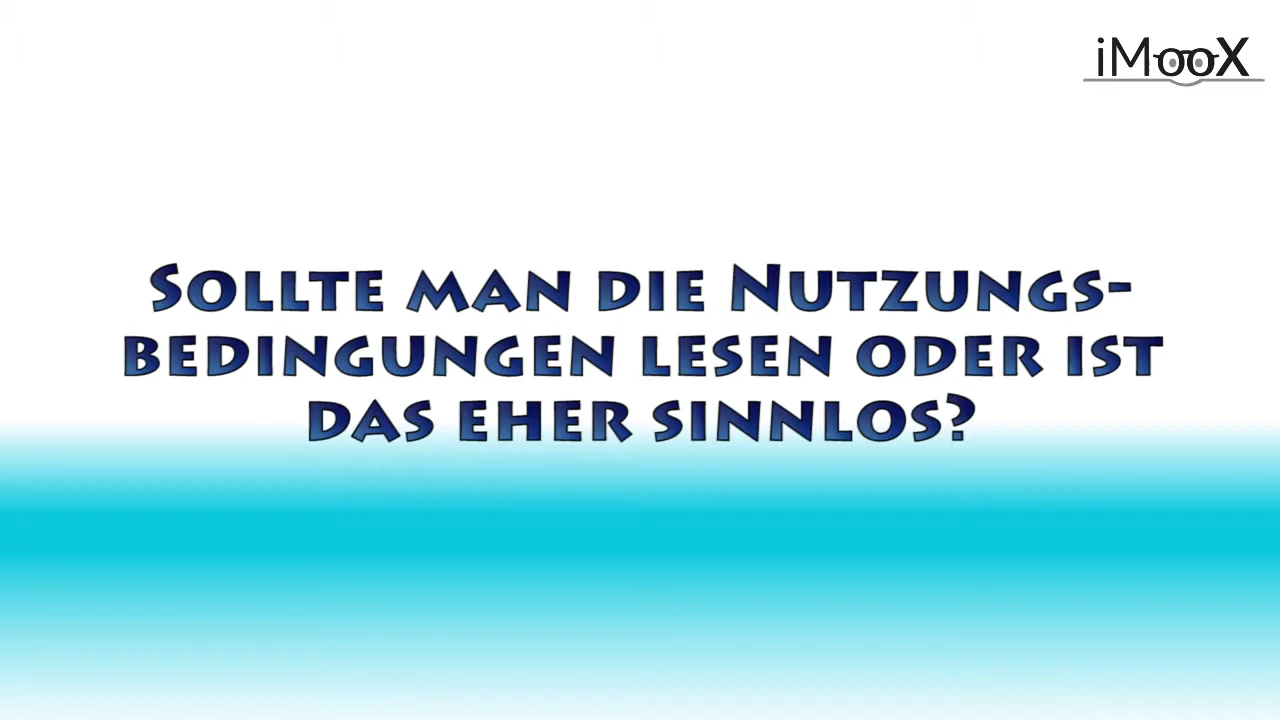 iMooX
Sollte man die Nutzungs-
bedingungen lesen oder ist
das eher sinnlos?